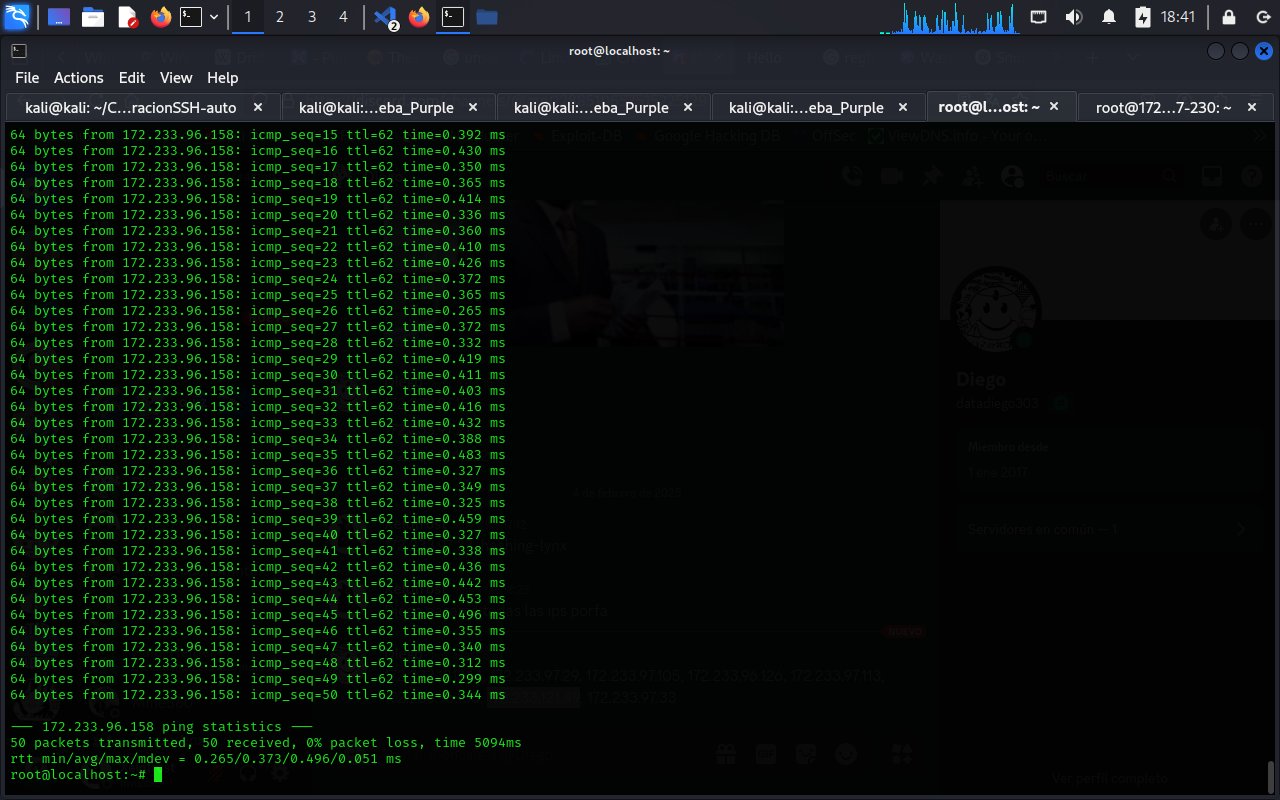 1 2 3 4
2
18:41
root@localhost: ~
File Actions Edit View Help
kali@kali: ~/C...racionSSH-auto
kali@kali:...eba_Purple
kali@kali:...eba_Purple
kali@kali:...eba_Purple
root@l...ost: ~
root@172...7-230: ~
Exploit-DB Google Hacking DB OffSec ViewDNS.info - Your o...
64 bytes from 172.233.96.158: icmp_seq=15 ttl=62 time=0.392 ms
64 bytes from 172.233.96.158: icmp_seq=16 ttl=62 time=0.430 ms
64 bytes from 172.233.96.158: icmp_seq=17 ttl=62 time=0.350 ms
64 bytes from 172.233.96.158: icmp_seq=18 ttl=62 time=0.365 ms
64 bytes from 172.233.96.158: icmp_seq=19 ttl=62 time=0.414 ms
64 bytes from 172.233.96.158: icmp_seq=20 ttl=62 time=0.336 ms
64 bytes from 172.233.96.158: icmp_seq=21 ttl=62 time=0.360 ms
64 bytes from 172.233.96.158: icmp_seq=22 ttl=62 time=0.410 ms
64 bytes from 172.233.96.158: icmp_seq=23 ttl=62 time=0.426 ms
64 bytes from 172.233.96.158: icmp_seq=24 ttl=62 time=0.372 ms
64 bytes from 172.233.96.158: icmp_seq=25 ttl=62 time=0.365 ms
64 bytes from 172.233.96.158: icmp_seq=26 ttl=62 time=0.265 ms
64 bytes from 172.233.96.158: icmp_seq=27 ttl=62 time=0.372 ms
64 bytes from 172.233.96.158: icmp_seq=28 ttl=62 time=0.332 ms
64 bytes from 172.233.96.158: icmp_seq=29 ttl=62 time=0.419 ms
64 bytes from 172.233.96.158: icmp_seq=30 ttl=62 time=0.411 ms
64 bytes from 172.233.96.158: icmp_seq=31 ttl=62 time=0.403 ms
64 bytes from 172.233.96.158: icmp_seq=32 ttl=62 time=0.416 ms
64 bytes from 172.233.96.158: icmp_seq=33 ttl=62 time=0.432 ms
64 bytes from 172.233.96.158: icmp_seq=34 ttl=62 time=0.388 ms
64 bytes from 172.233.96.158: icmp_seq=35 ttl=62 time=0.483 ms
64 bytes from 172.233.96.158: icmp_seq=36 ttl=62 time=0.327 ms
64 bytes from 172.233.96.158: icmp_seq=37 ttl=62 time=0.349 ms
64 bytes from 172.233.96.158: icmp_seq=38 ttl=62 time=0.325 ms
64 bytes from 172.233.96.158: icmp_seq=39 ttl=62 time=0.459 ms
64 bytes from 172.233.96.158: icmp_seq=40 ttl=62 time=0.327 ms
64 bytes from 172.233.96.158: icmp_seq=41 ttl=62 time=0.338 ms
64 bytes from 172.233.96.158: icmp_seq=42 ttl=62 time=0.436 ms
64 bytes from 172.233.96.158: icmp_seq=43 ttl=62 time=0.442 ms
64 bytes from 172.233.96.158: icmp_seq=44 ttl=62 time=0.453 ms
64 bytes from 172.233.96.158: icmp_seq=45 ttl=62 time=0.496 ms
64 bytes from 172.233.96.158: icmp_seq=46 ttl=62 time=0.355 ms
64 bytes from 172.233.96.158: icmp_seq=47 ttl=62 time=0.340 ms
64 bytes from 172.233.96.158: icmp_seq=48 ttl=62 time=0.312 ms
64 bytes from 172.233.96.158: icmp_seq=49 ttl=62 time=0.299 ms
64 bytes from 172.233.96.158: icmp_seq=50 ttl=62 time=0.344 ms
--- 172.233.96.158 ping statistics ---
50 packets transmitted, 50 received, 0% packet loss, time 5094ms
rtt min/avg/max/mdev = 0.265/0.373/0.496/0.051 ms
root@localhost:~#
Buscar
Diego
datadiego303
Miembro desde
1 ene 2017
Servidores en común — 1
Ver perfil completo